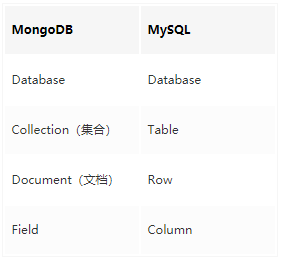 MongoDB MySQL
Database Database
Collection（集合） Table
Document（文档） Row
Field Column